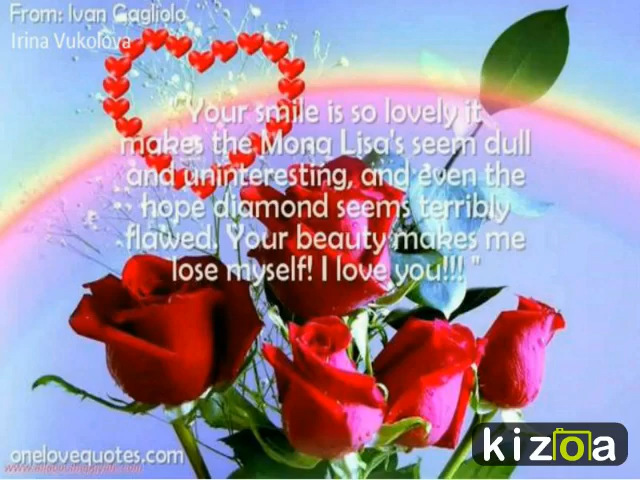 From: Ivan Gagliolo
Irina Vukolova
" Your smile is so lovely it
makes the Mona Lisa's seem dull
and uninteresting, and even the
hope diamond seems terribly
flawed. Your beauty makes me
lose myself! I love you!!! "
onelovequotes.com
kizoa